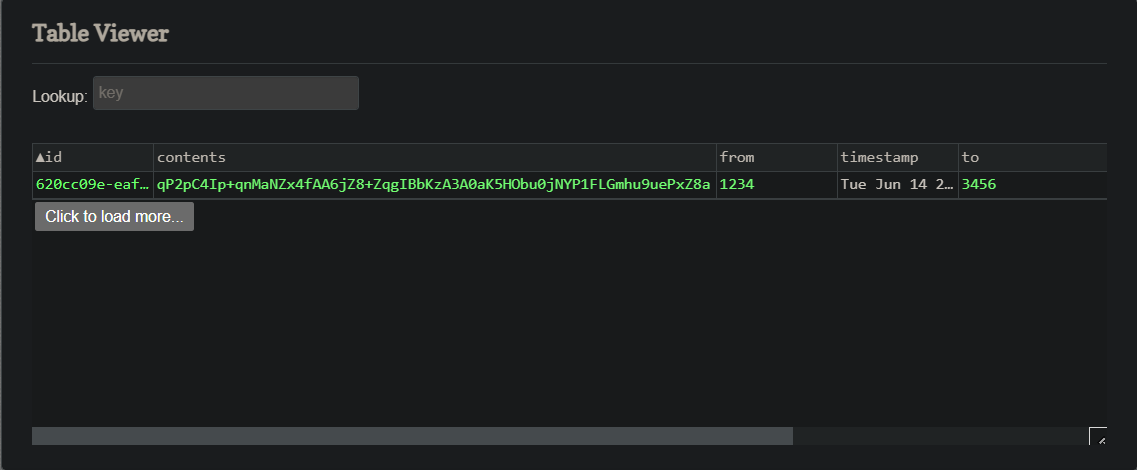 Table Viewer
Lookup: key
▲id contents from timestamp to
620cc09e-eaf… qP2pC4Ip+qnMaNZx4fAA6jZ8+ZqgIBbKzA3A0aK5HObu0jNYP1FLGmhu9uePxZ8a 1234 Tue Jun 14 2… 3456
Click to load more...